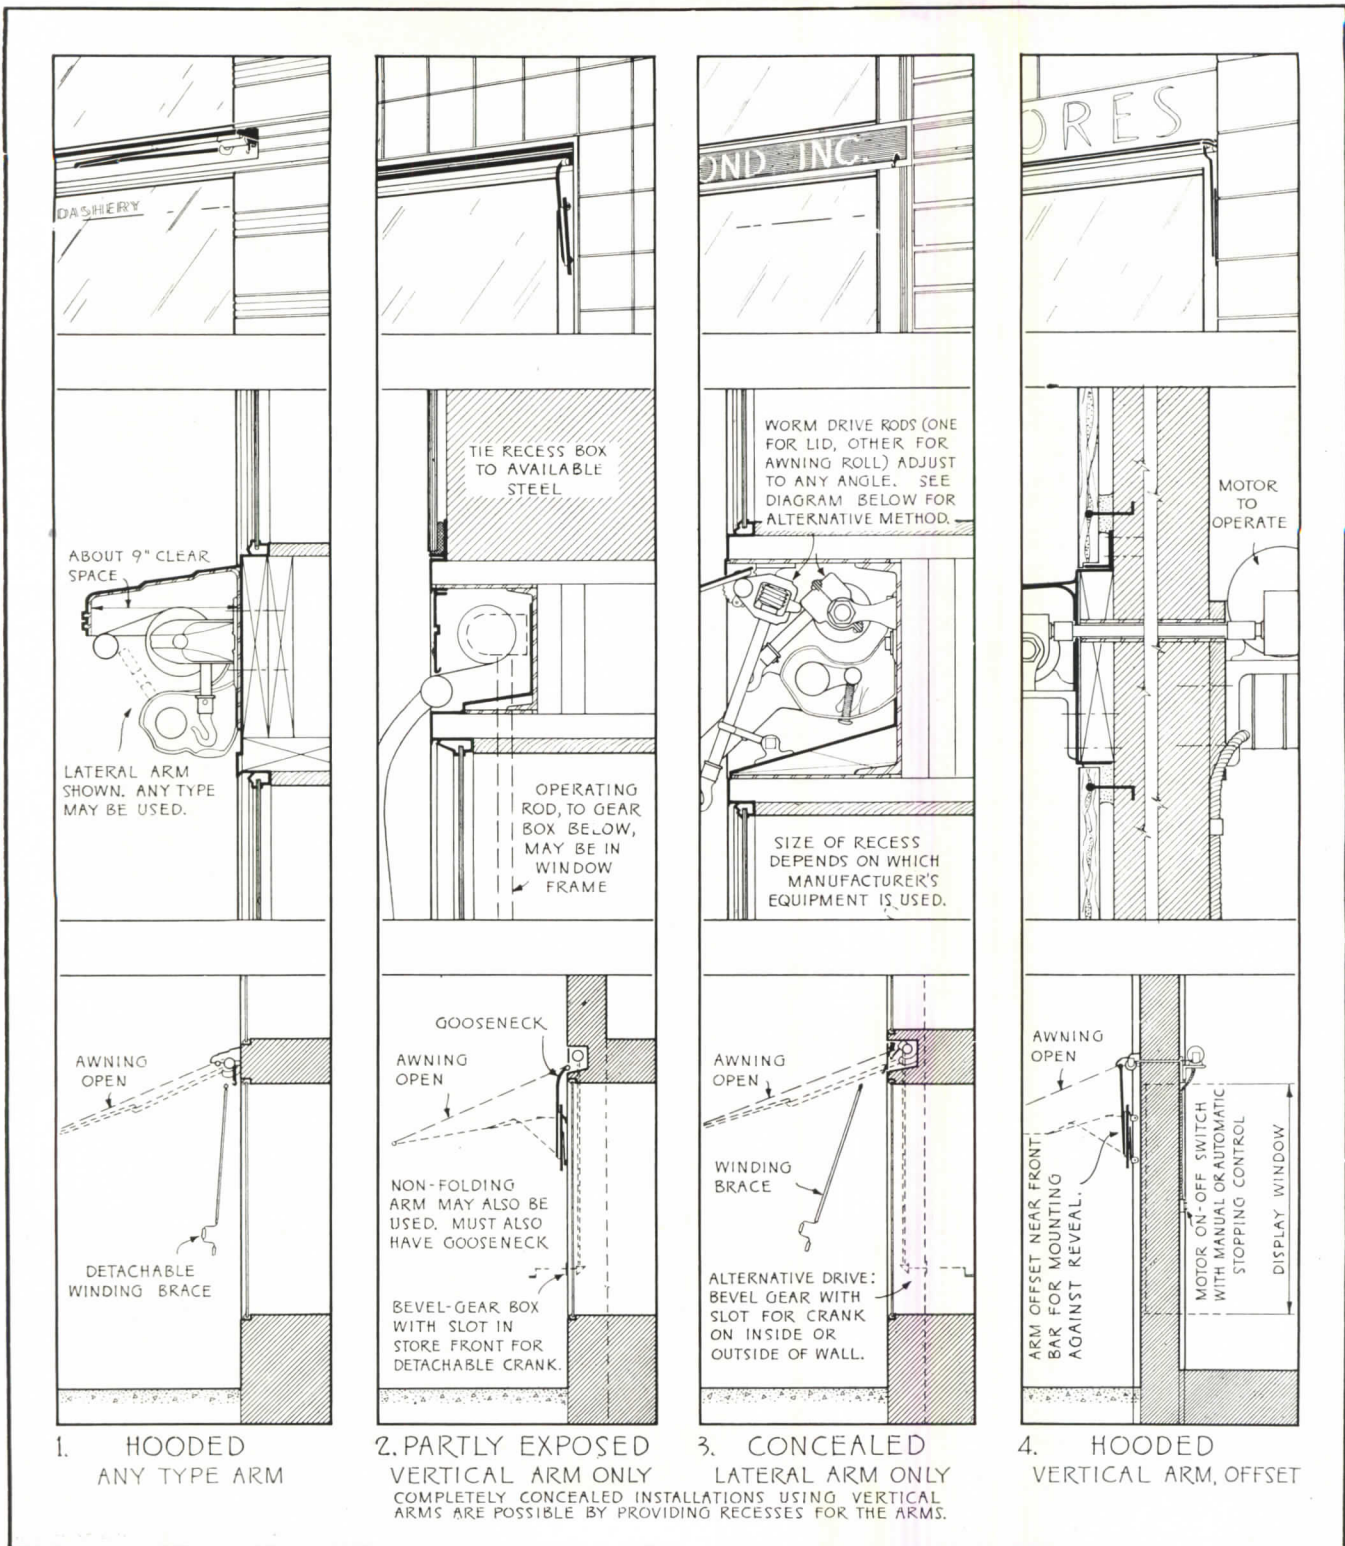 DASHERY
OND, INC.
ORES
ABOUT 9" CLEAR
SPACE
LATERAL ARM
SHOWN. ANY TYPE
MAY BE USED.
TIE RECESS BOX
TO AVAILABLE
STEEL
OPERATING
ROD, TO GEAR
BOX BELOW,
MAY BE IN
WINDOW
FRAME
WORM DRIVE RODS (ONE
FOR LID, OTHER FOR
AWNING ROLL) ADJUST
TO ANY ANGLE. SEE
DIAGRAM BELOW FOR
ALTERNATIVE METHOD.
SIZE OF RECESS
DEPENDS ON WHICH
MANUFACTURER'S
EQUIPMENT IS USED.
MOTOR
TO
OPERATE
AWNING
OPEN
DETACHABLE
WINDING BRACE
GOOSENECK
AWNING
OPEN
NON-FOLDING
ARM MAY ALSO BE
USED. MUST ALSO
HAVE GOOSENECK
BEVEL-GEAR BOX
WITH SLOT IN
STORE FRONT FOR
DETACHABLE CRANK.
AWNING
OPEN
WINDING
BRACE
ALTERNATIVE DRIVE:
BEVEL GEAR WITH
SLOT FOR CRANK
ON INSIDE OR
OUTSIDE OF WALL.
AWNING
OPEN
ARM OFFSET NEAR FRONT
BAR FOR MOUNTING
AGAINST REVEAL.
MOTOR ON-OFF SWITCH
WITH MANUAL OR AUTOMATIC
STOPPING CONTROL
DISPLAY WINDOW
1. HOODED
ANY TYPE ARM
2. PARTLY EXPOSED
VERTICAL ARM ONLY
3. CONCEALED
LATERAL ARM ONLY
4. HOODED
VERTICAL ARM, OFFSET
COMPLETELY CONCEALED INSTALLATIONS USING VERTICAL
ARMS ARE POSSIBLE BY PROVIDING RECESSES FOR THE ARMS.